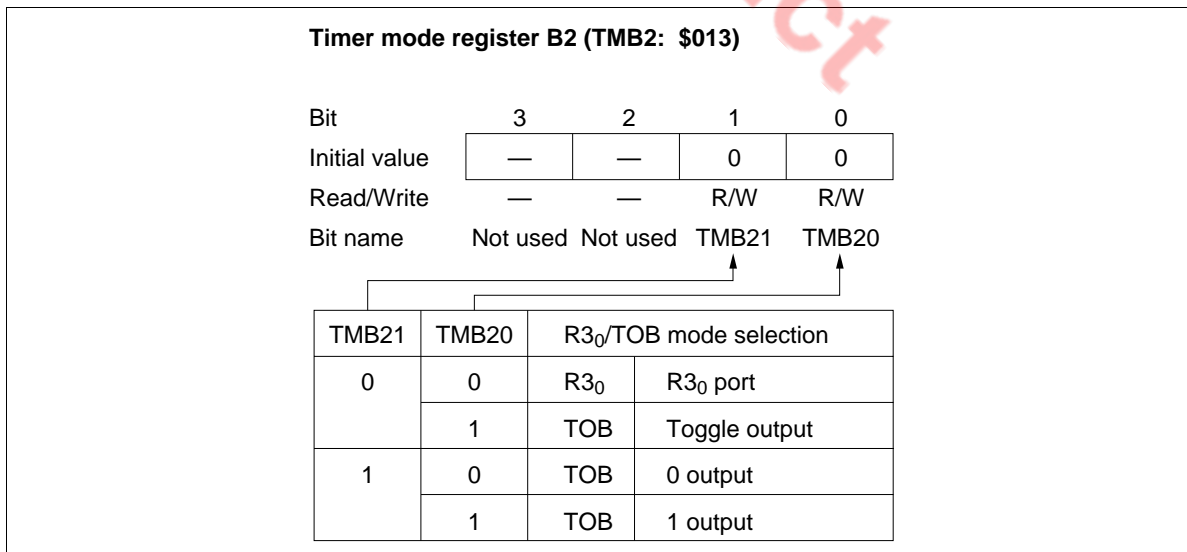 ct
Timer mode register B2 (TMB2: $013)
Bit 3 2 1 0
Initial value — — 0 0
Read/Write — — R/W R/W
Bit name Not used Not used TMB21 TMB20
TMB21 TMB20 R3₀/TOB mode selection
0 0 R3₀ R3₀ port
1 TOB Toggle output
1 0 TOB 0 output
1 TOB 1 output